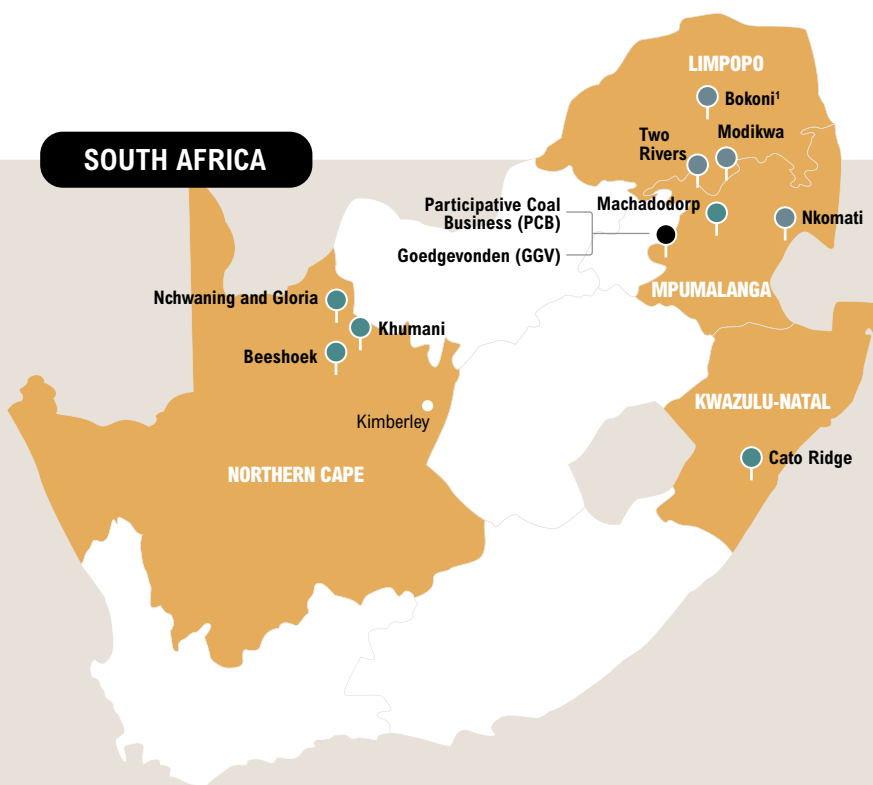 LIMPOPO
Bokoni¹
Two
Rivers
Modikwa
SOUTH AFRICA
Participative Coal
Business (PCB)
Machadodorp
Nkomati
Goedgevonden (GGV)
MPUMALANGA
Nchwaning and Gloria
Khumani
Beeshoek
KWAZULU-NATAL
Kimberley
Cato Ridge
NORTHERN CAPE